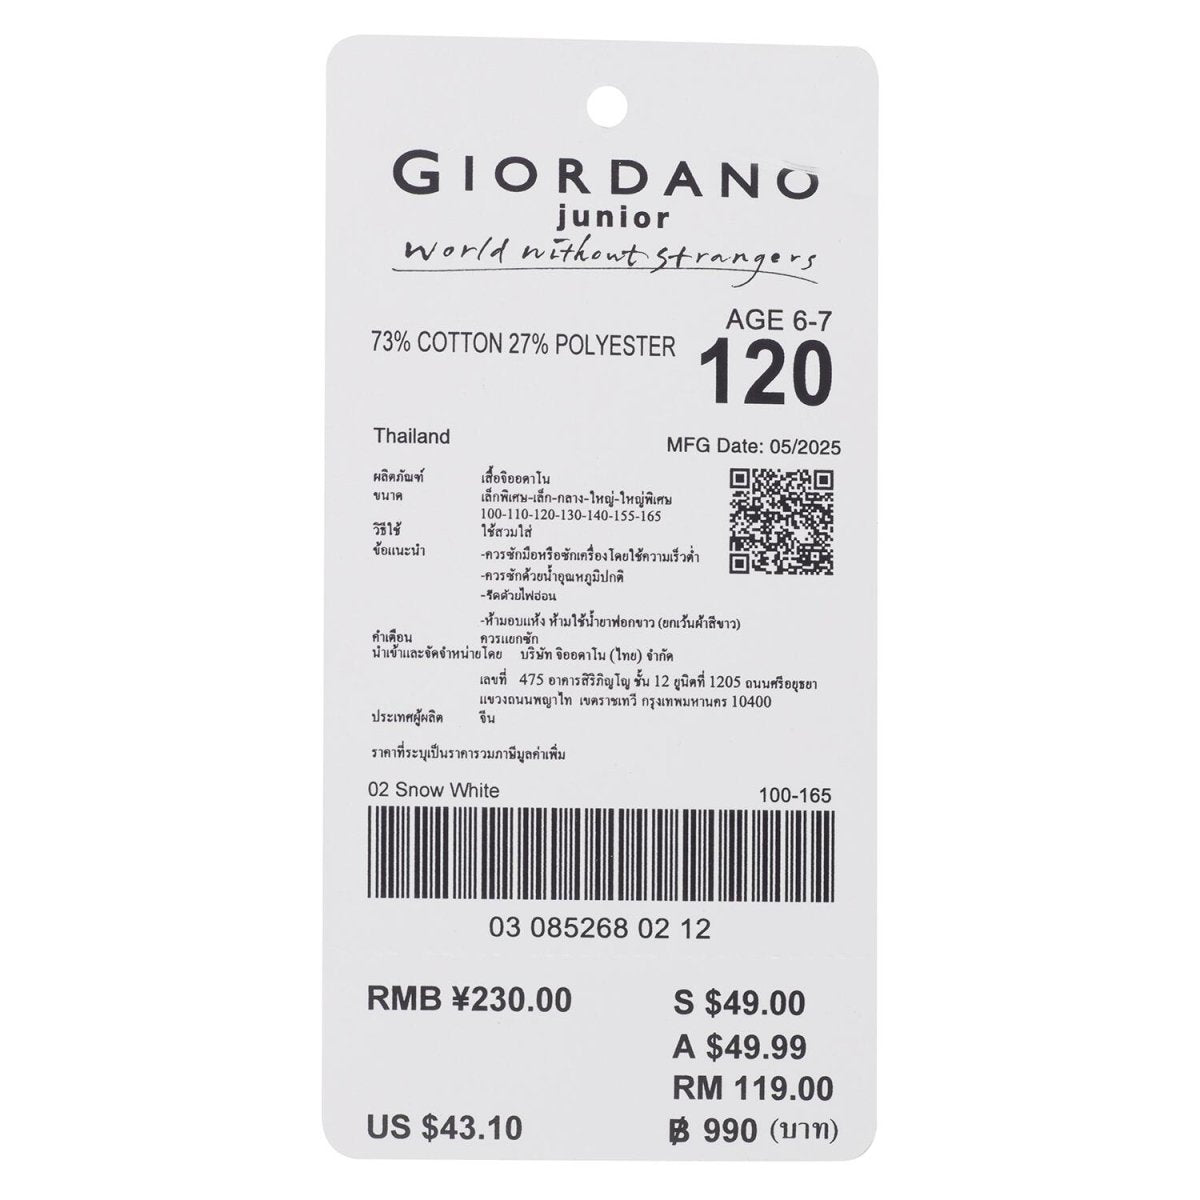 GIORDANO
junior
World without strangers
AGE 6-7
73% COTTON 27% POLYESTER
120
Thailand
MFG Date: 05/2025
ผลิตภัณฑ์ เสื้อจิออดาโน
ขนาด เล็กพิเศษ-เล็ก-กลาง-ใหญ่-ใหญ่พิเศษ
100-110-120-130-140-155-165
วิธีใช้ ใช้สวมใส่
ข้อแนะนำ -ควรซักมือหรือซักเครื่องโดยใช้ความเร็วต่ำ
-ควรซักด้วยน้ำอุณหภูมิปกติ
-รีดด้วยไฟอ่อน
-ห้ามอบแห้ง ห้ามใช้น้ำยาฟอกขาว (ยกเว้นผ้าสีขาว)
คำเตือน ควรแยกซัก
นำเข้าและจัดจำหน่ายโดย บริษัท จิออดาโน (ไทย) จำกัด
เลขที่ 475 อาคารสิริภิญโญ ชั้น 12 ยูนิตที่ 1205 ถนนศรีอยุธยา
แขวงถนนพญาไท เขตราชเทวี กรุงเทพมหานคร 10400
ประเทศผู้ผลิต จีน
ราคาที่ระบุเป็นราคารวมภาษีมูลค่าเพิ่ม
02 Snow White 100-165
03 085268 02 12
RMB ¥230.00 S $49.00
A $49.99
RM 119.00
US $43.10 ฿ 990 (บาท)